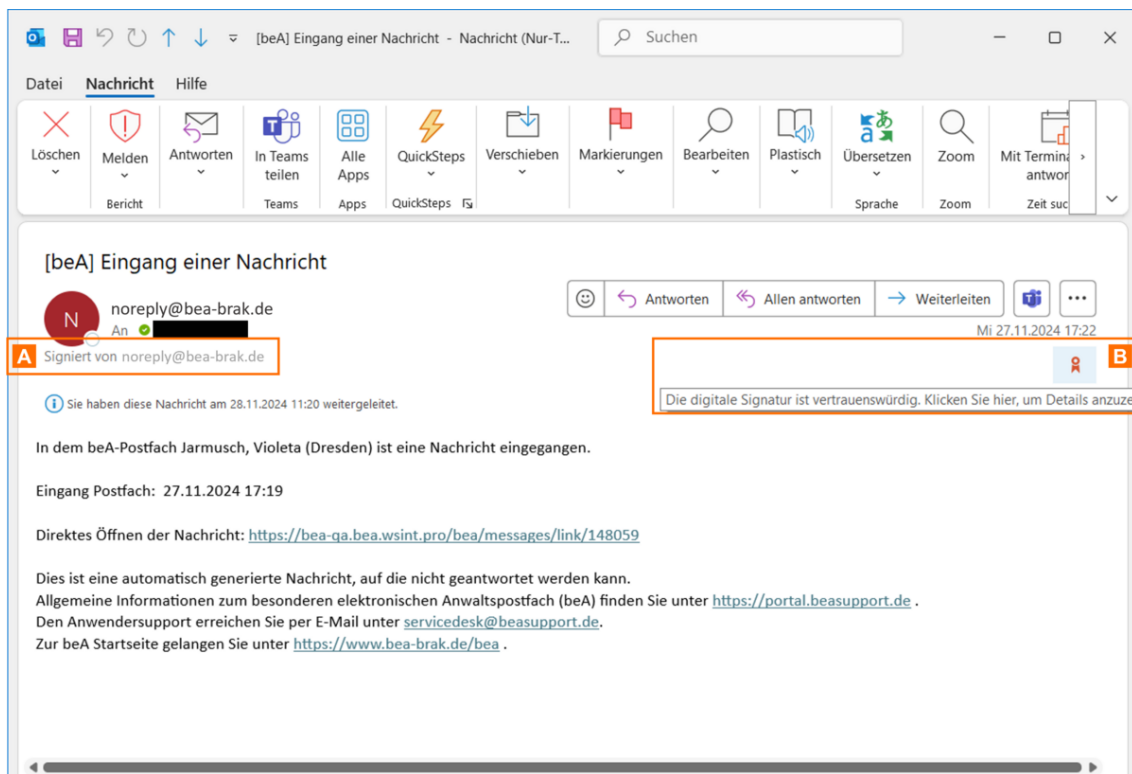 [beA] Eingang einer Nachricht - Nachricht (Nur-T...
Suchen
Datei Nachricht Hilfe
Löschen
Melden
Antworten
In Teams teilen
Alle Apps
QuickSteps
Verschieben
Markierungen
Bearbeiten
Plastisch
Übersetzen
Zoom
Mit Termina
antwor
Bericht Teams Apps QuickSteps Sprache Zoom Zeit suc
[beA] Eingang einer Nachricht
N
noreply@bea-brak.de
An
Antworten Allen antworten Weiterleiten
Mi 27.11.2024 17:22
A Signiert von noreply@bea-brak.de
B
Die digitale Signatur ist vertrauenswürdig. Klicken Sie hier, um Details anzuze
Sie haben diese Nachricht am 28.11.2024 11:20 weitergeleitet.
In dem beA-Postfach Jarmusch, Violeta (Dresden) ist eine Nachricht eingegangen.
Eingang Postfach: 27.11.2024 17:19
Direktes Öffnen der Nachricht: https://bea-qa.bea.wsint.pro/bea/messages/link/148059
Dies ist eine automatisch generierte Nachricht, auf die nicht geantwortet werden kann.
Allgemeine Informationen zum besonderen elektronischen Anwaltspostfach (beA) finden Sie unter https://portal.beasupport.de .
Den Anwendersupport erreichen Sie per E-Mail unter servicedesk@beasupport.de.
Zur beA Startseite gelangen Sie unter https://www.bea-brak.de/bea .